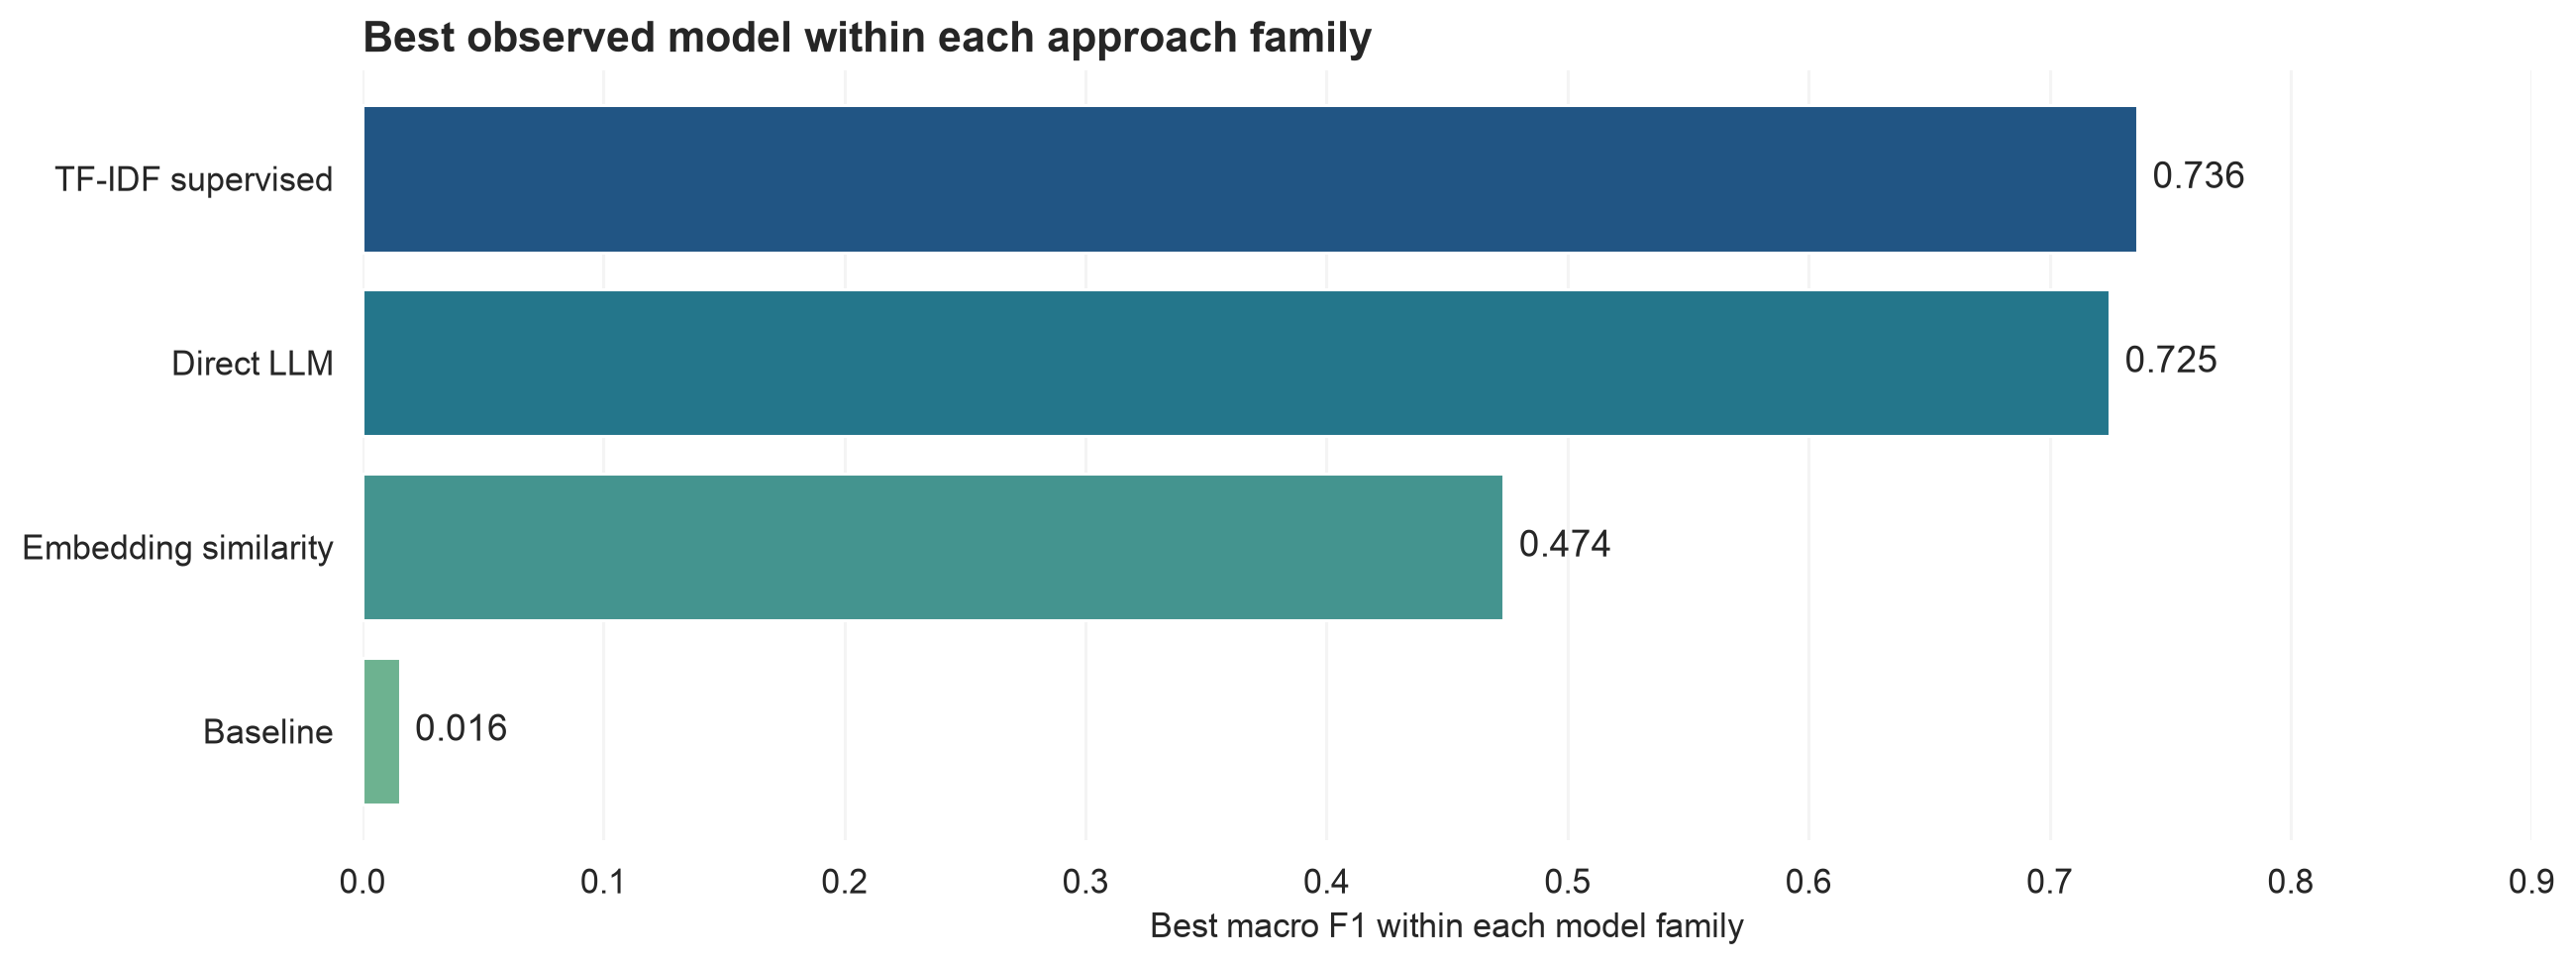 Best observed model within each approach family
TF-IDF supervised
0.736
Direct LLM
0.725
Embedding similarity
0.474
Baseline
0.016
0.0 0.1 0.2 0.3 0.4 0.5 0.6 0.7 0.8 0.9
Best macro F1 within each model family